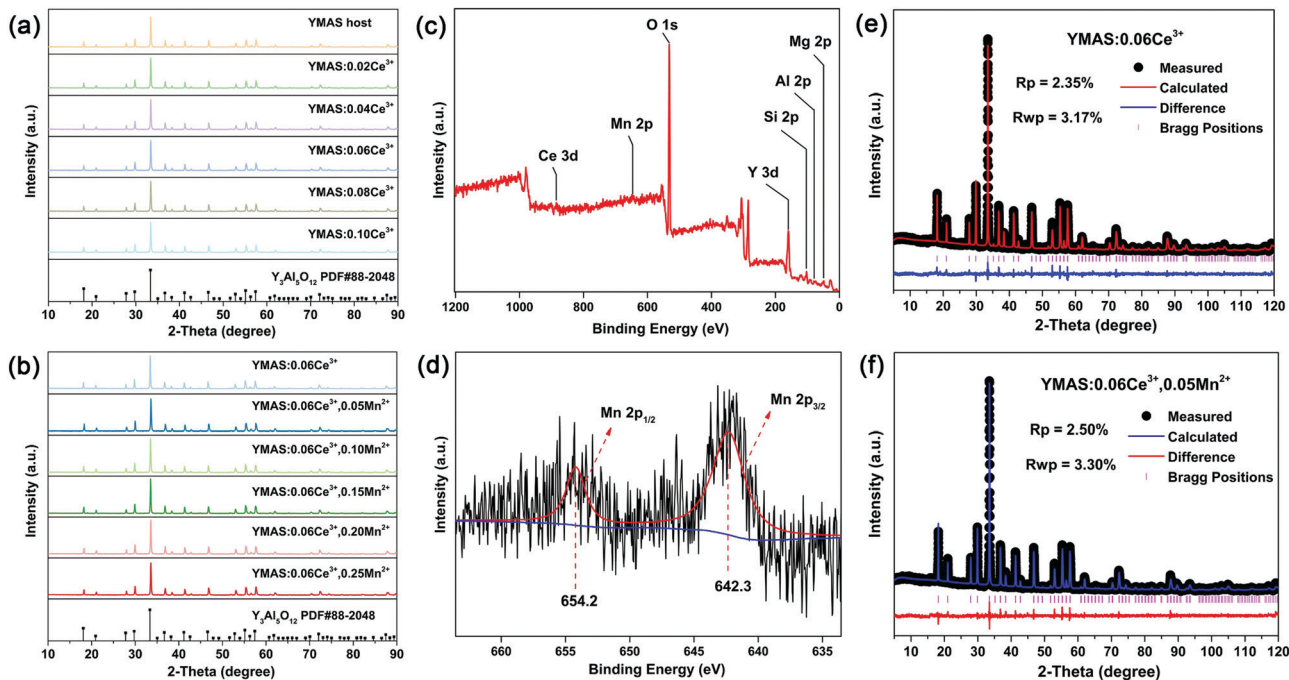 (a)
YMAS host
YMAS:0.02Ce³⁺
YMAS:0.04Ce³⁺
YMAS:0.06Ce³⁺
YMAS:0.08Ce³⁺
YMAS:0.10Ce³⁺
Y₃Al₅O₁₂ PDF#88-2048
Intensity (a.u.)
10 20 30 40 50 60 70 80 90
2-Theta (degree)
(b)
YMAS:0.06Ce³⁺
YMAS:0.06Ce³⁺,0.05Mn²⁺
YMAS:0.06Ce³⁺,0.10Mn²⁺
YMAS:0.06Ce³⁺,0.15Mn²⁺
YMAS:0.06Ce³⁺,0.20Mn²⁺
YMAS:0.06Ce³⁺,0.25Mn²⁺
Y₃Al₅O₁₂ PDF#88-2048
Intensity (a.u.)
10 20 30 40 50 60 70 80 90
2-Theta (degree)
(c)
O 1s
Mg 2p
Al 2p
Si 2p
Mn 2p
Ce 3d
Y 3d
Intensity (a.u.)
1200 1000 800 600 400 200 0
Binding Energy (eV)
(d)
Mn 2p₁/₂
Mn 2p₃/₂
654.2
642.3
Intensity (a.u.)
660 655 650 645 640 635
Binding Energy (eV)
(e)
YMAS:0.06Ce³⁺
Rp = 2.35%
Rwp = 3.17%
Measured
Calculated
Difference
Bragg Positions
Intensity (a.u.)
10 20 30 40 50 60 70 80 90 100 110 120
2-Theta (degree)
(f)
YMAS:0.06Ce³⁺,0.05Mn²⁺
Rp = 2.50%
Rwp = 3.30%
Measured
Calculated
Difference
Bragg Positions
Intensity (a.u.)
10 20 30 40 50 60 70 80 90 100 110 120
2-Theta (degree)